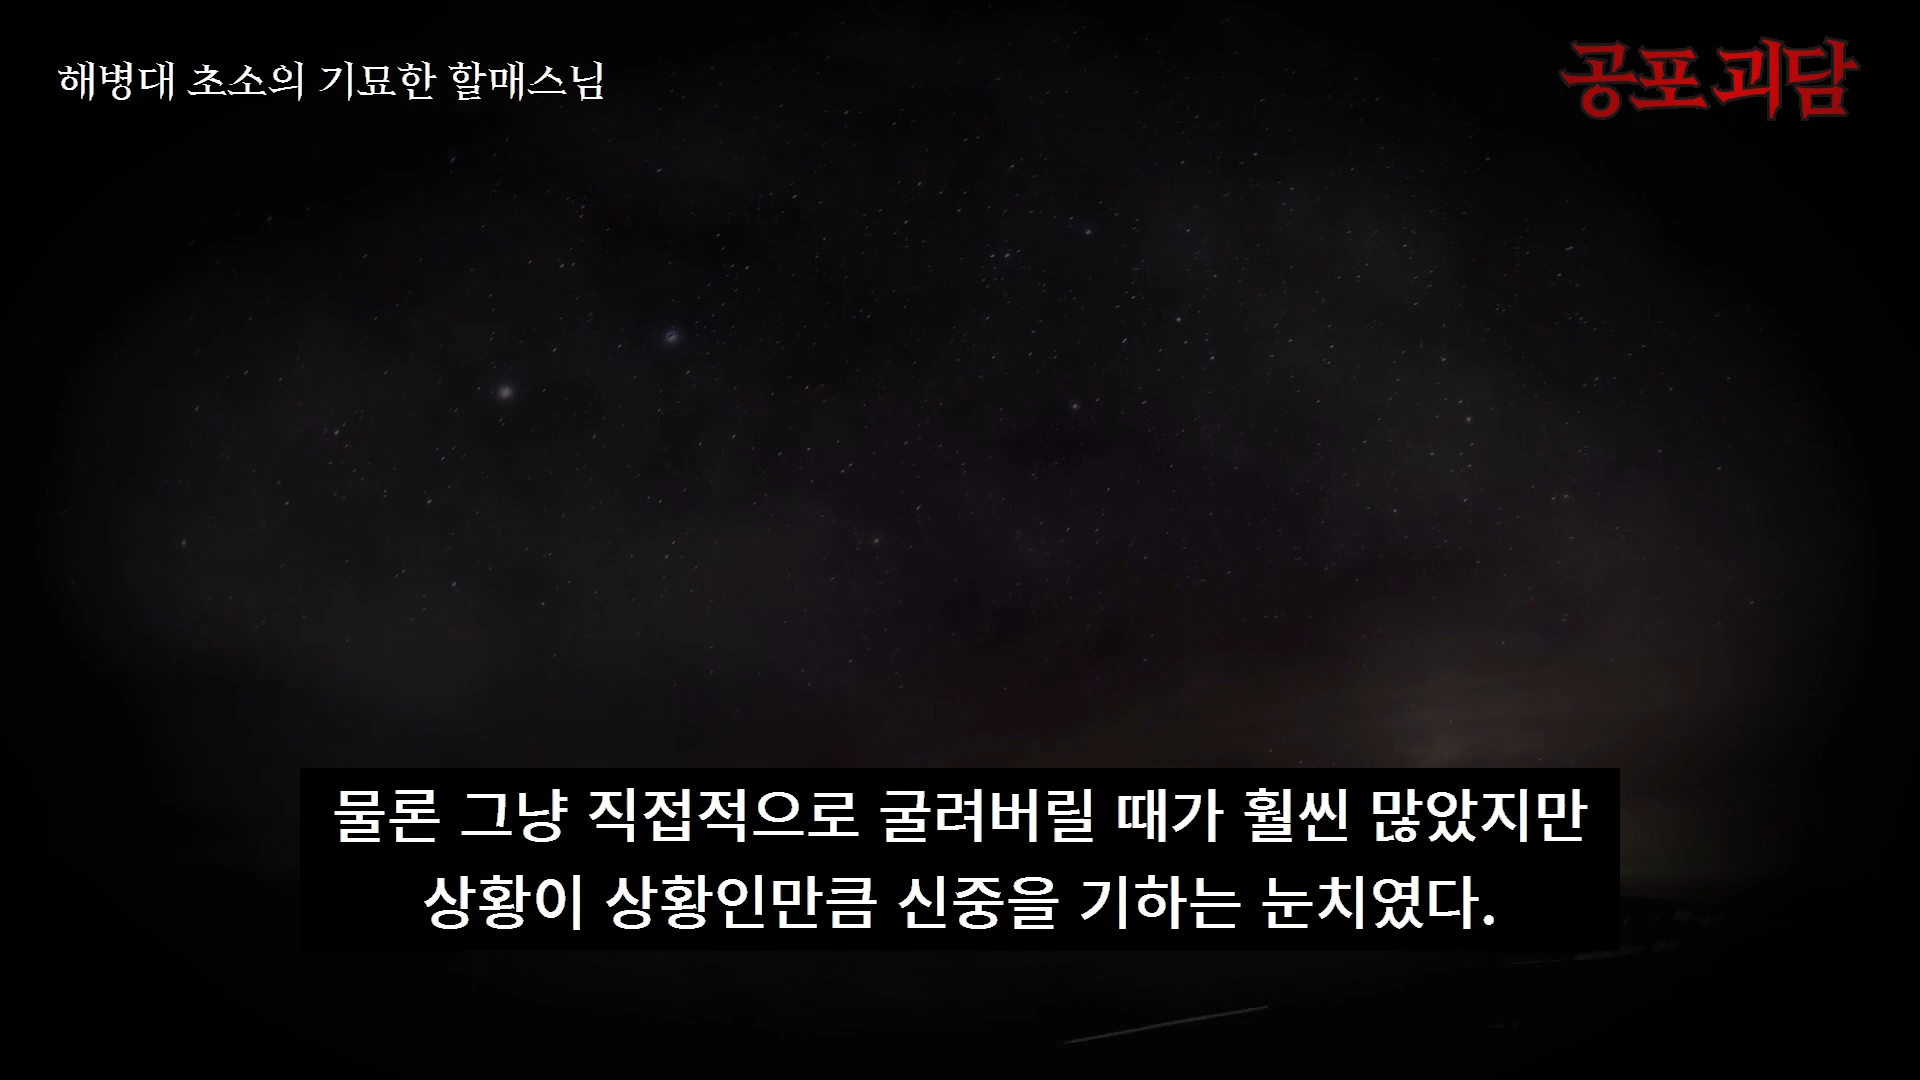 해병대 초소의 기묘한 할매스님
공포괴담
물론 그냥 직접적으로 굴려버릴 때가 훨씬 많았지만
상황이 상황인만큼 신중을 기하는 눈치였다.